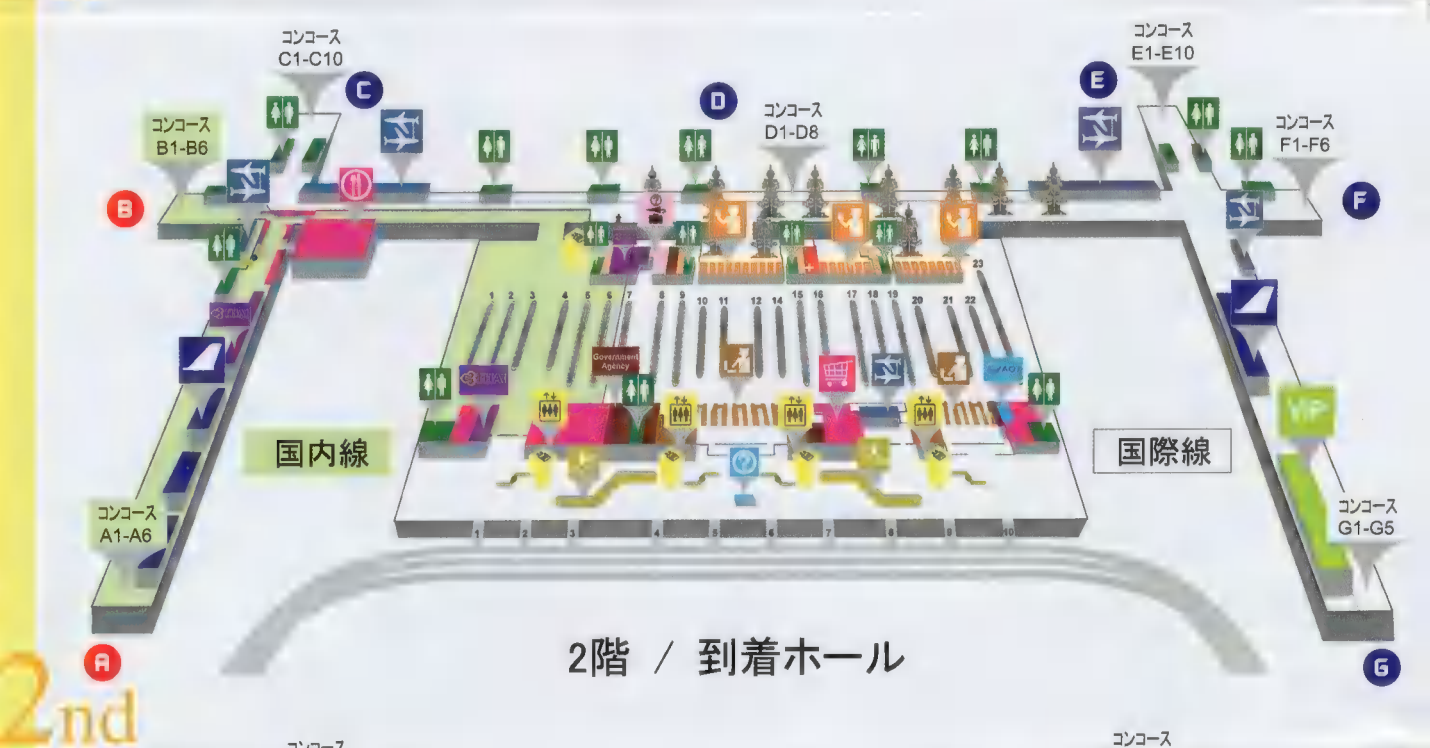 コンコース
C1-C10
C
コンコース
B1-B6
B
D
コンコース
D1-D8
E
コンコース
E1-E10
コンコース
F1-F6
F
1 2 3 4 5 6 7 8 9 10 11 12 14 15 16 17 18 19 20 21 22 23
Government
Agency
VIP
国内線
国際線
コンコース
A1-A6
A
コンコース
G1-G5
G
1 2 3 4 5 6 7 8 9 10
2階 / 到着ホール
2nd
コンコース
コンコース